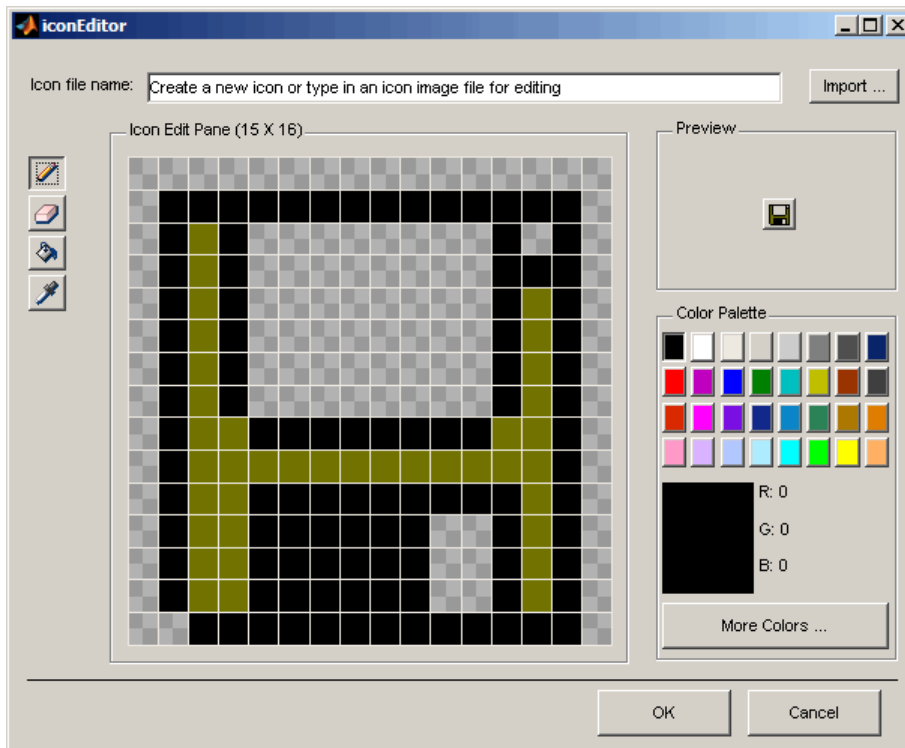 iconEditor
Icon file name: Create a new icon or type in an icon image file for editing Import ...
Icon Edit Pane (15 X 16)
Preview
Color Palette
R: 0
G: 0
B: 0
More Colors ...
OK Cancel